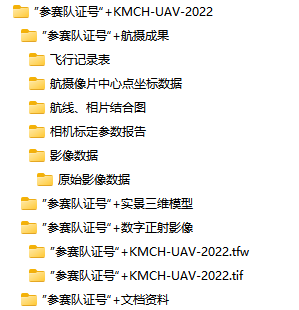 ”参赛队证号“+KMCH-UAV-2022
”参赛队证号“+航摄成果
飞行记录表
航摄像片中心点坐标数据
航线、相片结合图
相机标定参数报告
影像数据
原始影像数据
”参赛队证号“+实景三维模型
”参赛队证号“+数字正射影像
”参赛队证号“+KMCH-UAV-2022.tfw
”参赛队证号“+KMCH-UAV-2022.tif
”参赛队证号“+文档资料